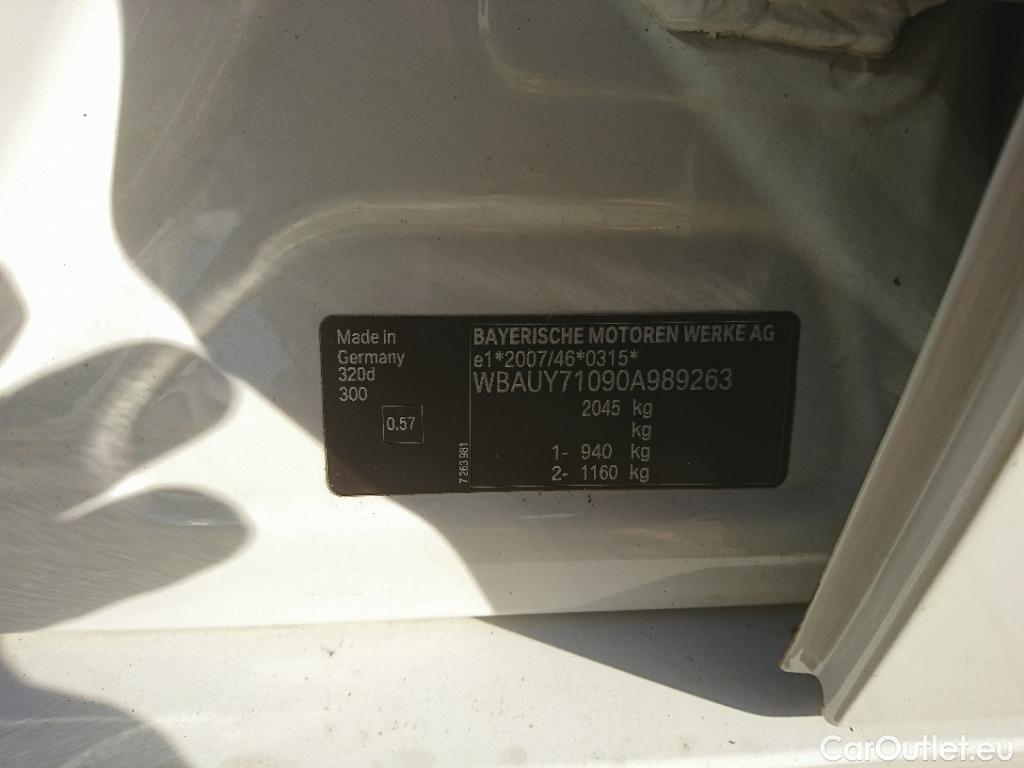 Made in
Germany
320d
300
0.57
7 263 981
BAYERISCHE MOTOREN WERKE AG
e1*2007/46*0315*
WBAUY71090A989263
2045 kg
kg
1- 940 kg
2- 1160 kg
CarOutlet.eu